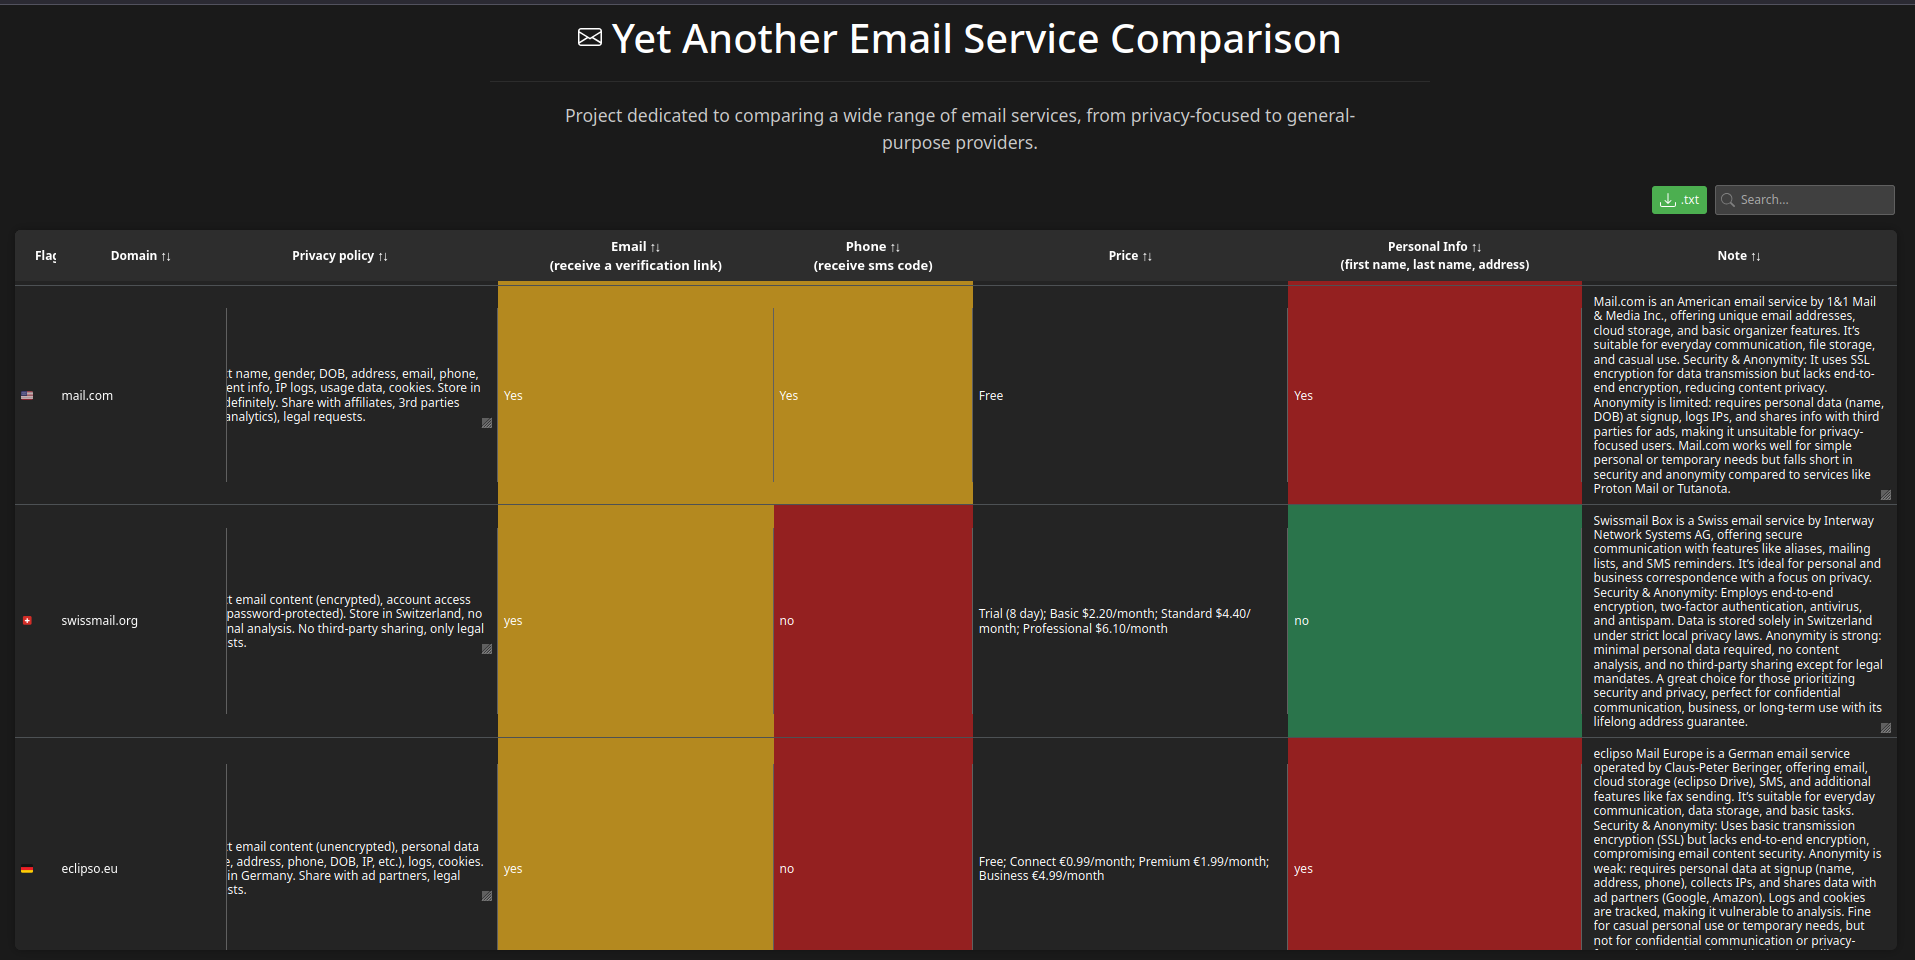 Yet Another Email Service Comparison
Project dedicated to comparing a wide range of email services, from privacy-focused to general-
purpose providers.
.txt
Search...
Domain ↑↓
Privacy policy ↑↓
Email ↑↓
(receive a verification link)
Phone ↑↓
(receive sms code)
Price ↑↓
Personal Info ↑↓
(first name, last name, address)
Note ↑↓
mail.com
name, gender, DOB, address, email, phone,
info, IP logs, usage data, cookies. Store in
Share with affiliates, 3rd parties
analytics), legal requests.
Yes
Yes
Free
Yes
Mail.com is an American email service by 1&1 Mail
& Media Inc., offering unique email addresses,
cloud storage, and basic organizer features. It’s
suitable for everyday communication, file storage,
and casual use. Security & Anonymity: It uses SSL
encryption for data transmission but lacks end-to-
end encryption, reducing content privacy.
Anonymity is limited: requires personal data (name,
DOB) at signup, logs IPs, and shares info with third
parties for ads, making it unsuitable for privacy-
focused users. Mail.com works well for simple
personal or temporary needs but falls short in
security and anonymity compared to services like
Proton Mail or Tutanota.
swissmail.org
email content (encrypted), account access
password-protected). Store in Switzerland, no
analysis. No third-party sharing, only legal
yes
no
Trial (8 day); Basic $2.20/month; Standard $4.40/
month; Professional $6.10/month
no
Swissmail Box is a Swiss email service by Interway
Network Systems AG, offering secure
communication with features like aliases, mailing
lists, and SMS reminders. It’s ideal for personal and
business correspondence with a focus on privacy.
Security & Anonymity: Employs end-to-end
encryption, two-factor authentication, antivirus,
and antispam. Data is stored solely in Switzerland
under strict local privacy laws. Anonymity is strong:
minimal personal data required, no content
analysis, and no third-party sharing except for legal
mandates. A great choice for those prioritizing
security and privacy, perfect for confidential
communication, business, or long-term use with its
lifelong address guarantee.
eclipso.eu
email content (unencrypted), personal data
address, phone, DOB, IP, etc.), logs, cookies.
in Germany. Share with ad partners, legal
yes
no
Free; Connect €0.99/month; Premium €1.99/month;
Business €4.99/month
yes
eclipso Mail Europe is a German email service
operated by Claus-Peter Beringer, offering email,
cloud storage (eclipso Drive), SMS, and additional
features like fax sending. It’s suitable for everyday
communication, data storage, and basic tasks.
Security & Anonymity: Uses basic transmission
encryption (SSL) but lacks end-to-end encryption,
compromising email content security. Anonymity is
weak: requires personal data at signup (name,
address, phone), collects IPs, and shares data with
ad partners (Google, Amazon). Logs and cookies
are tracked, making it vulnerable to analysis. Fine
for casual personal use or temporary needs, but
not for confidential communication or privacy-